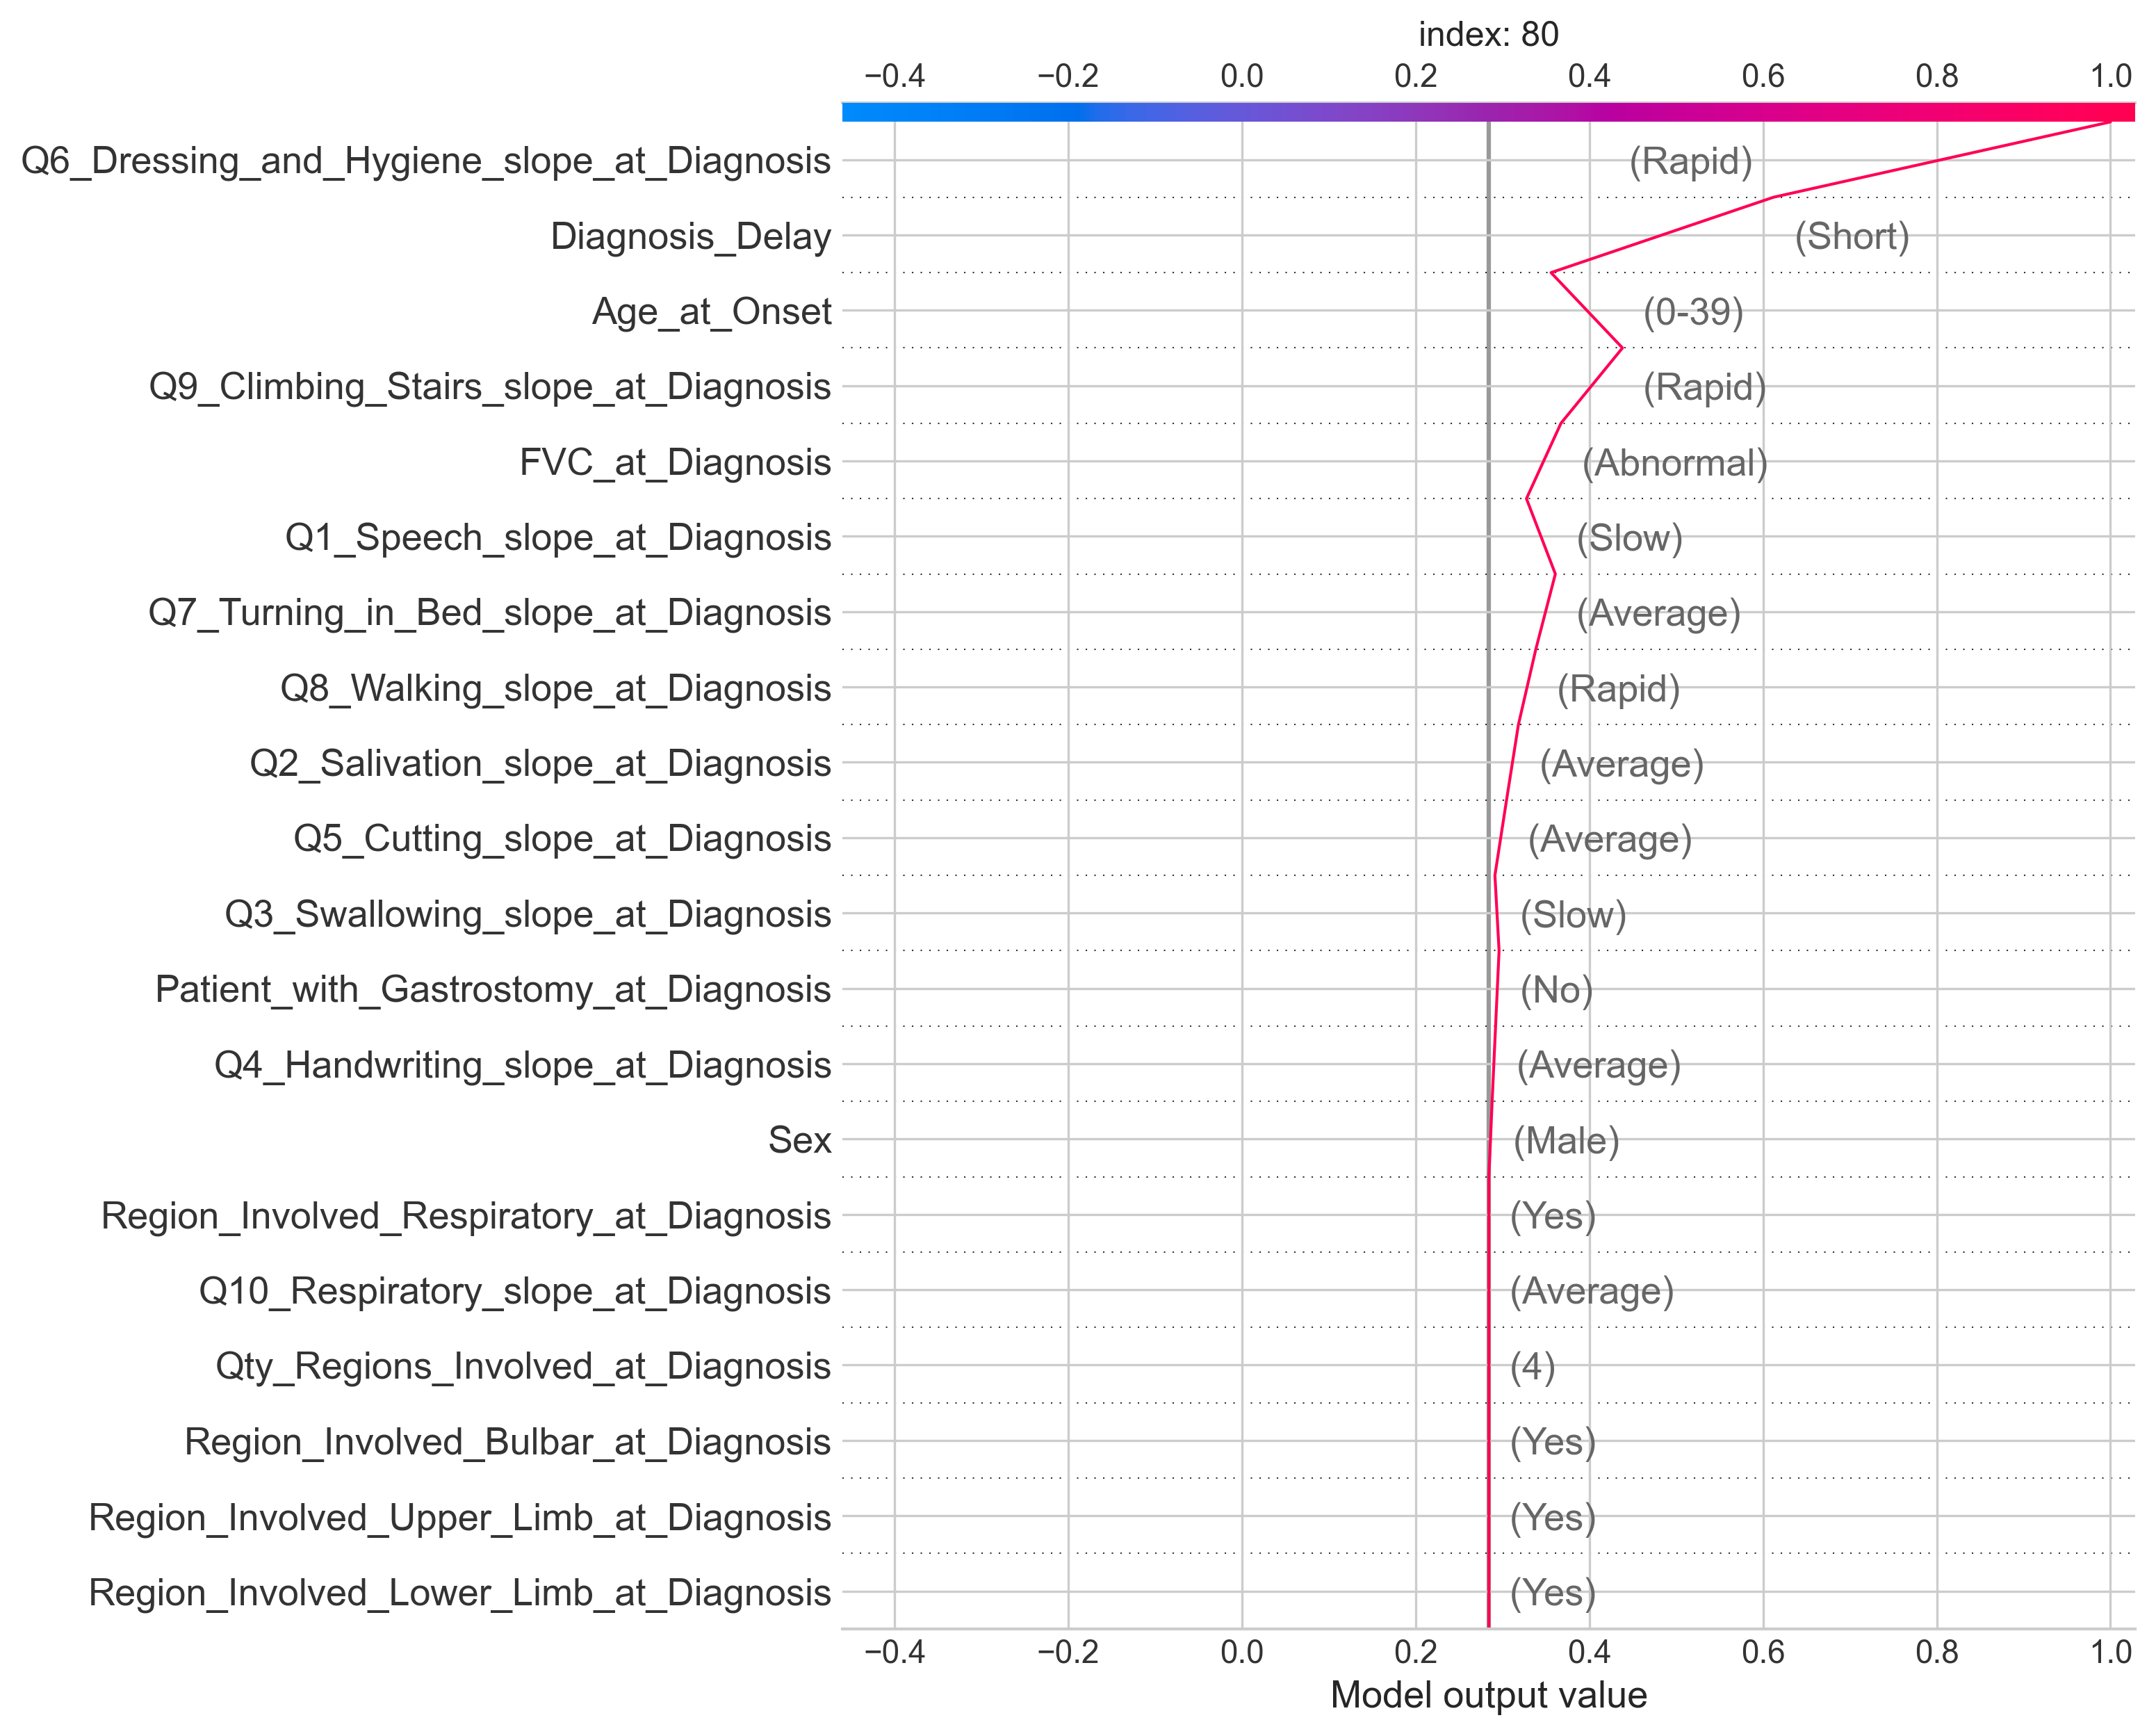 index: 80
−0.4 −0.2 0.0 0.2 0.4 0.6 0.8 1.0
Q6_Dressing_and_Hygiene_slope_at_Diagnosis (Rapid)
Diagnosis_Delay (Short)
Age_at_Onset (0-39)
Q9_Climbing_Stairs_slope_at_Diagnosis (Rapid)
FVC_at_Diagnosis (Abnormal)
Q1_Speech_slope_at_Diagnosis (Slow)
Q7_Turning_in_Bed_slope_at_Diagnosis (Average)
Q8_Walking_slope_at_Diagnosis (Rapid)
Q2_Salivation_slope_at_Diagnosis (Average)
Q5_Cutting_slope_at_Diagnosis (Average)
Q3_Swallowing_slope_at_Diagnosis (Slow)
Patient_with_Gastrostomy_at_Diagnosis (No)
Q4_Handwriting_slope_at_Diagnosis (Average)
Sex (Male)
Region_Involved_Respiratory_at_Diagnosis (Yes)
Q10_Respiratory_slope_at_Diagnosis (Average)
Qty_Regions_Involved_at_Diagnosis (4)
Region_Involved_Bulbar_at_Diagnosis (Yes)
Region_Involved_Upper_Limb_at_Diagnosis (Yes)
Region_Involved_Lower_Limb_at_Diagnosis (Yes)
−0.4 −0.2 0.0 0.2 0.4 0.6 0.8 1.0
Model output value